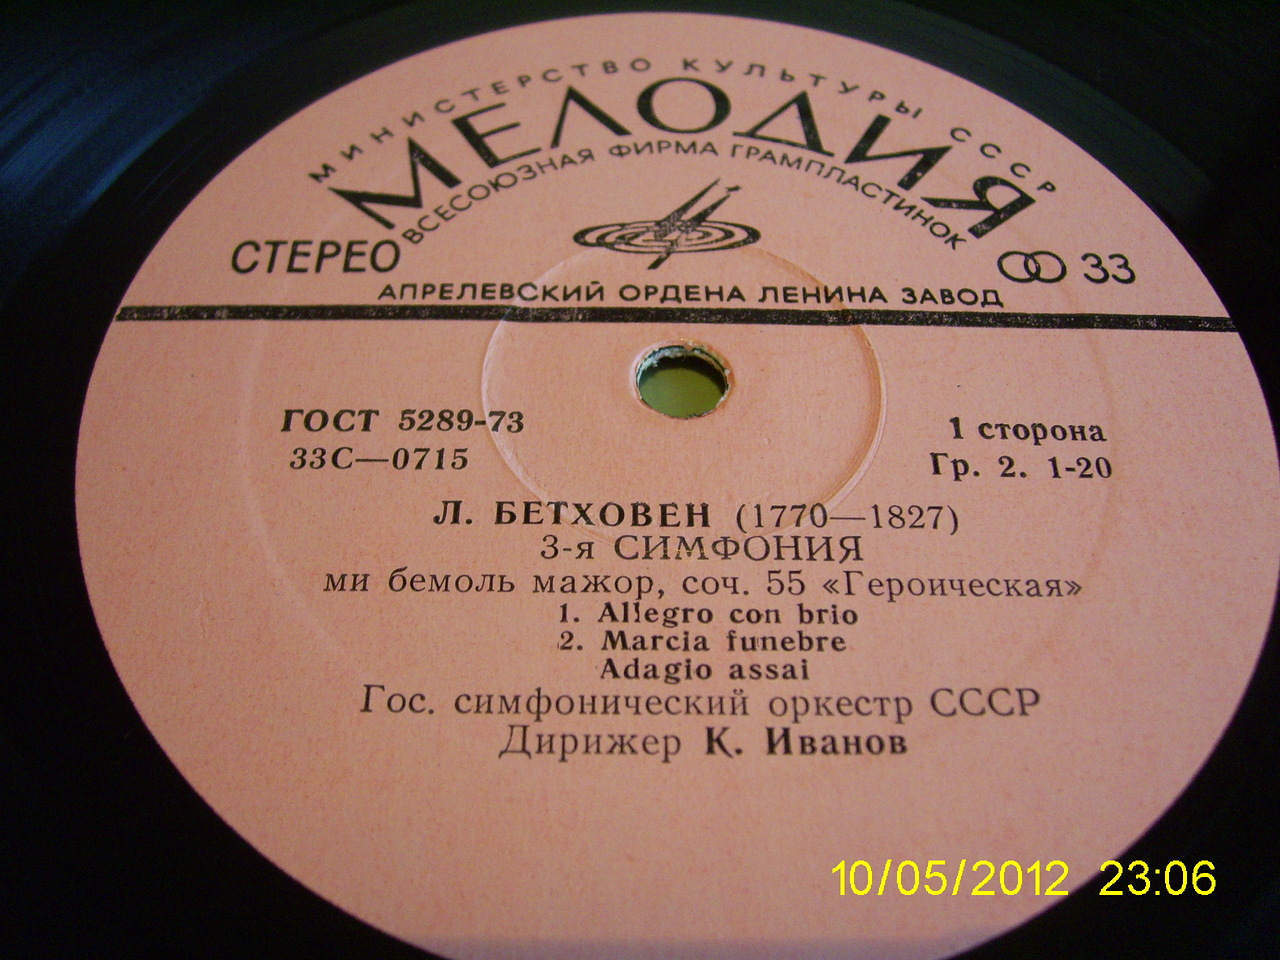 МИНИСТЕРСТВО КУЛЬТУРЫ СССР
МЕЛОДИЯ
ВСЕСОЮЗНАЯ ФИРМА ГРАМПЛАСТИНОК
СТЕРЕО
33
АПРЕЛЕВСКИЙ ОРДЕНА ЛЕНИНА ЗАВОД
ГОСТ 5289-73
1 сторона
33С—0715
Гр. 2. 1-20
Л. БЕТХОВЕН (1770—1827)
3-я СИМФОНИЯ
ми бемоль мажор, соч. 55 «Героическая»
1. Allegro con brio
2. Marcia funebre
Adagio assai
Гос. симфонический оркестр СССР
Дирижер К. Иванов
10/05/2012 23:06